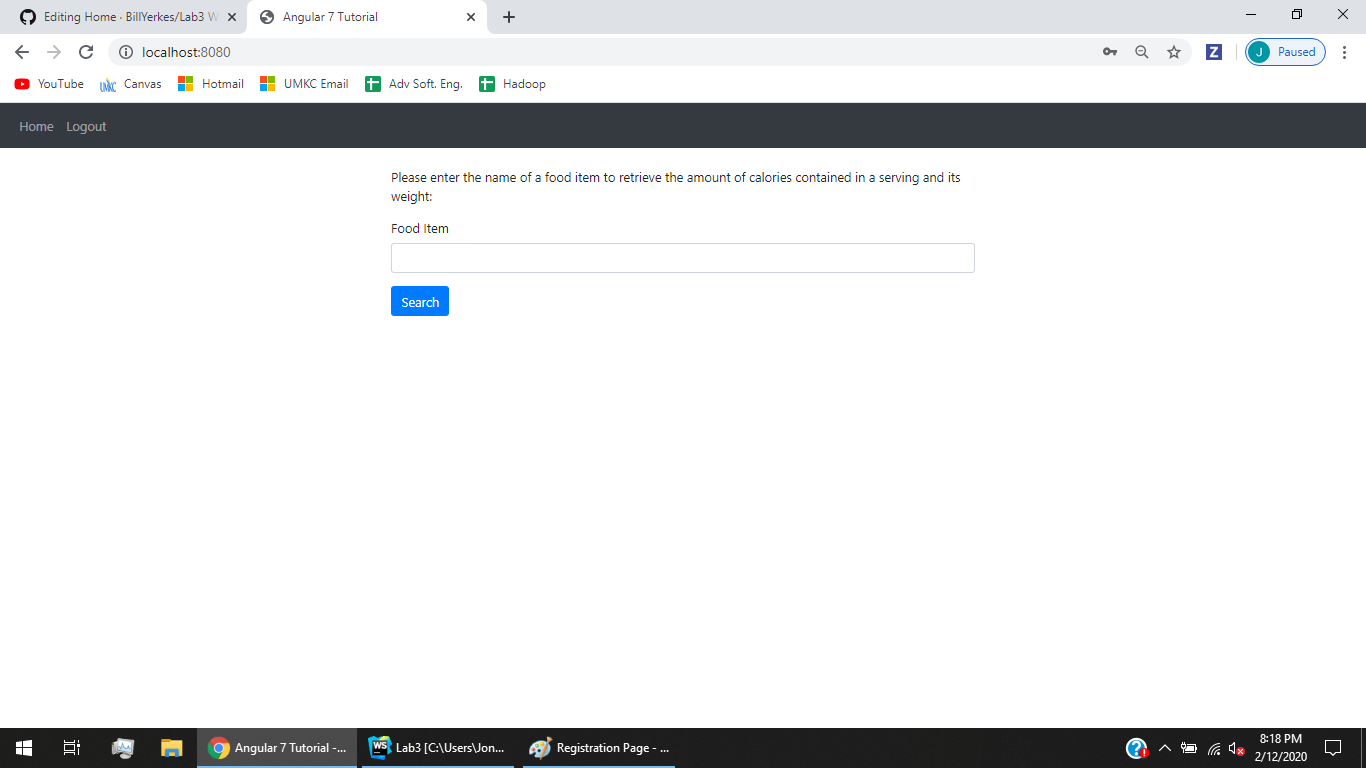 Editing Home · BillYerkes/Lab3 W
Angular 7 Tutorial
localhost:8080
Z
J
Paused
YouTube
UMKC
Canvas
Hotmail
UMKC Email
Adv Soft. Eng.
Hadoop
Home
Logout
Please enter the name of a food item to retrieve the amount of calories contained in a serving and its
weight:
Food Item
Search
Angular 7 Tutorial -...
WS
Lab3 [C:\Users\Jon...
Registration Page - ...
8:18 PM
2/12/2020